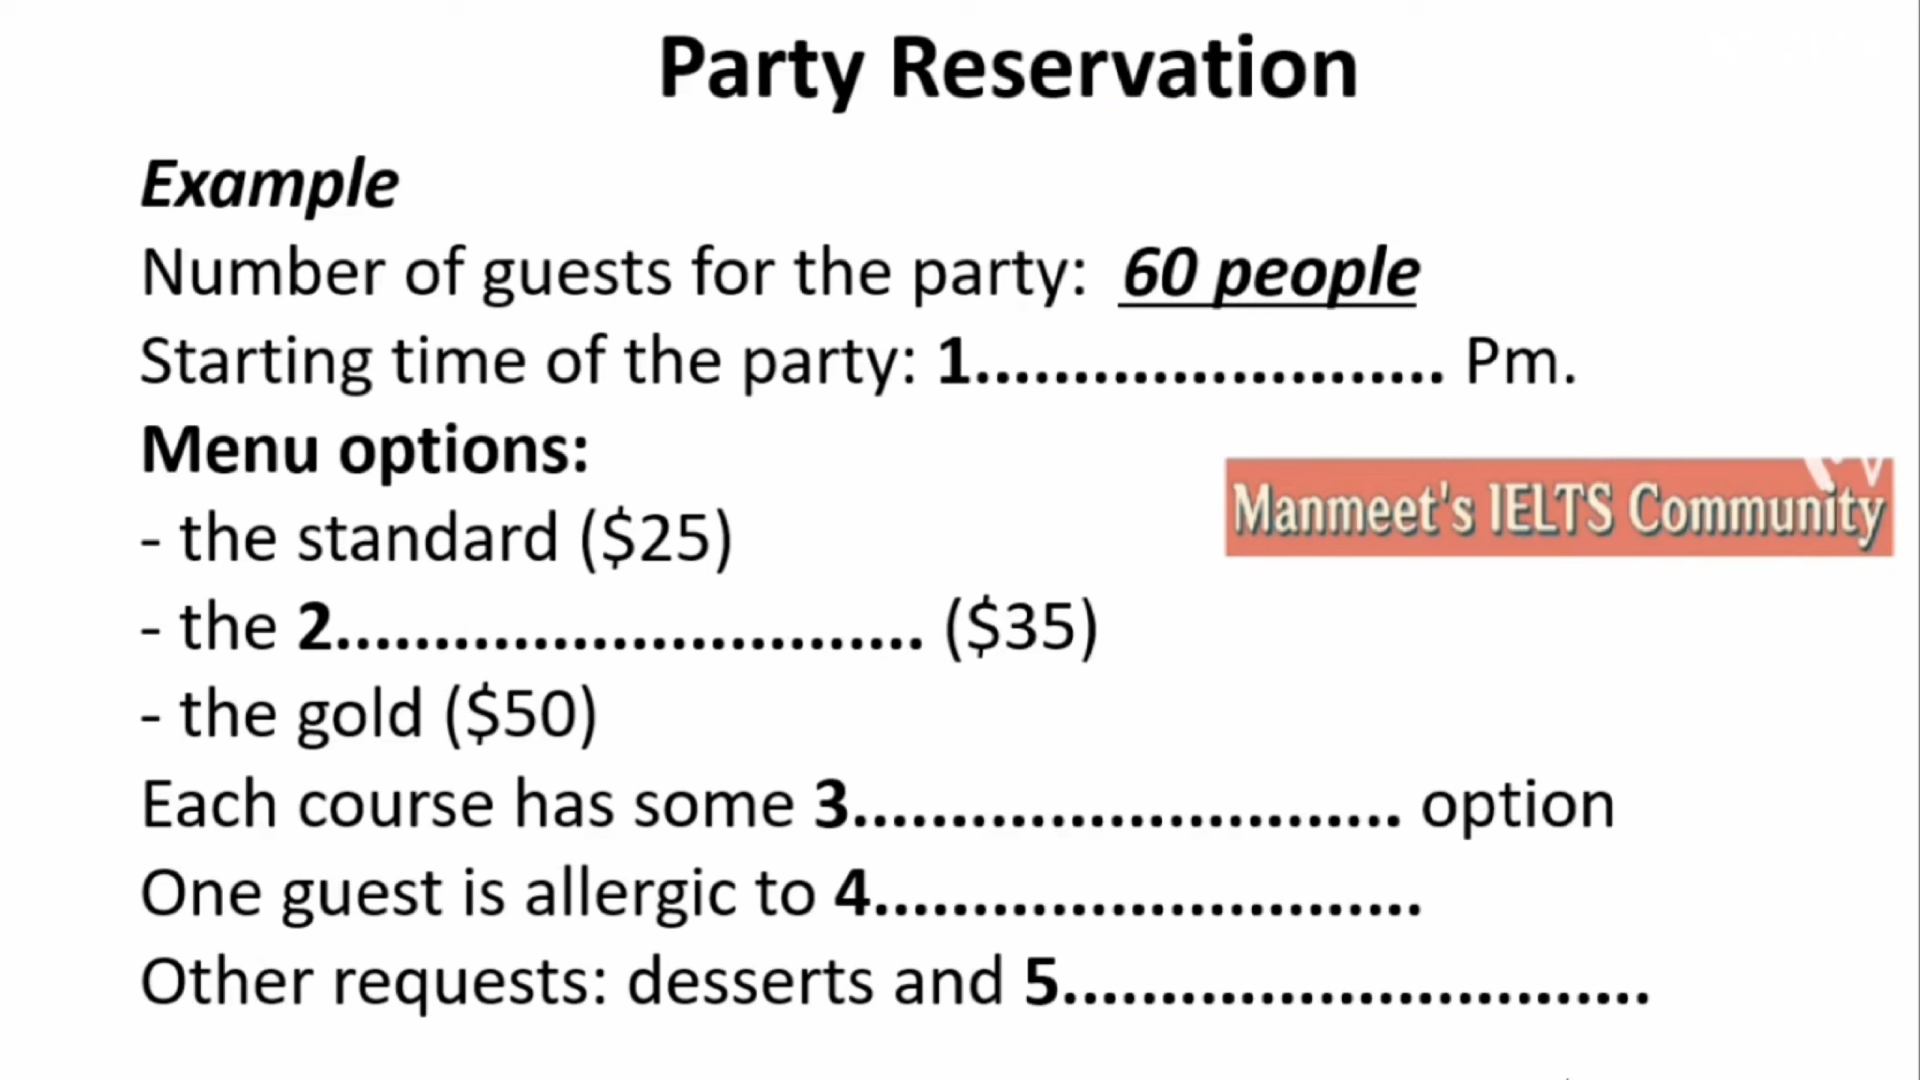 Party Reservation
Example
Number of guests for the party: 60 people
Starting time of the party: 1........................ Pm.
Menu options:
- the standard ($25)
Manmeet's IELTS Community
- the 2.............................. ($35)
- the gold ($50)
Each course has some 3............................ option
One guest is allergic to 4............................
Other requests: desserts and 5..............................